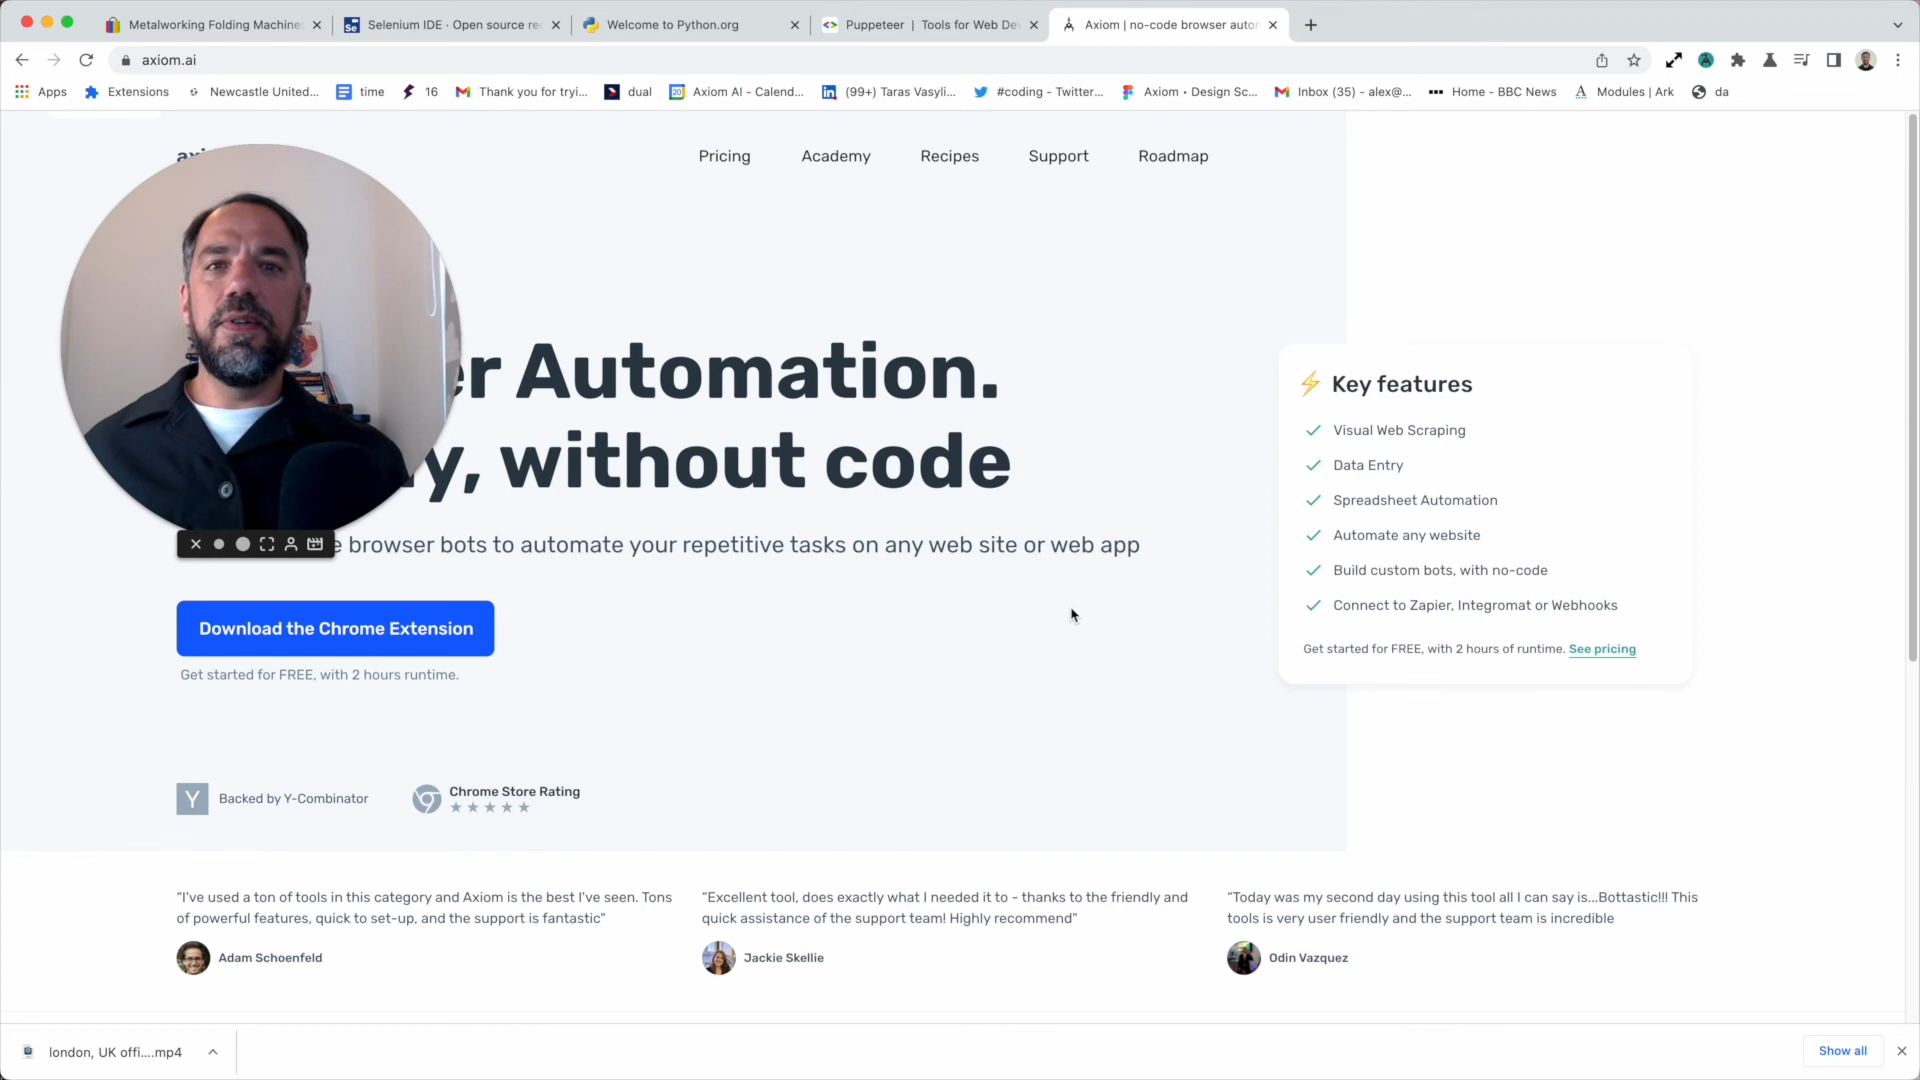 Metalworking Folding Machine
Selenium IDE · Open source re
Welcome to Python.org
Puppeteer | Tools for Web De
Axiom | no-code browser auto
axiom.ai
Apps
Extensions
Newcastle United...
time
16
Thank you for tryi...
dual
Axiom AI - Calend...
(99+) Taras Vasyli...
#coding - Twitter...
Axiom • Design Sc...
Inbox (35) - alex@...
Home - BBC News
Modules | Ark
da
Pricing
Academy
Recipes
Support
Roadmap
Automation.
y, without code
browser bots to automate your repetitive tasks on any web site or web app
Download the Chrome Extension
Get started for FREE, with 2 hours runtime.
Key features
Visual Web Scraping
Data Entry
Spreadsheet Automation
Automate any website
Build custom bots, with no-code
Connect to Zapier, Integromat or Webhooks
Get started for FREE, with 2 hours of runtime. See pricing
Y Backed by Y-Combinator
Chrome Store Rating
“I've used a ton of tools in this category and Axiom is the best I've seen. Tons
of powerful features, quick to set-up, and the support is fantastic"
Adam Schoenfeld
“Excellent tool, does exactly what I needed it to - thanks to the friendly and
quick assistance of the support team! Highly recommend"
Jackie Skellie
“Today was my second day using this tool all I can say is...Bottastic!!! This
tools is very user friendly and the support team is incredible
Odin Vazquez
london, UK offi....mp4
Show all